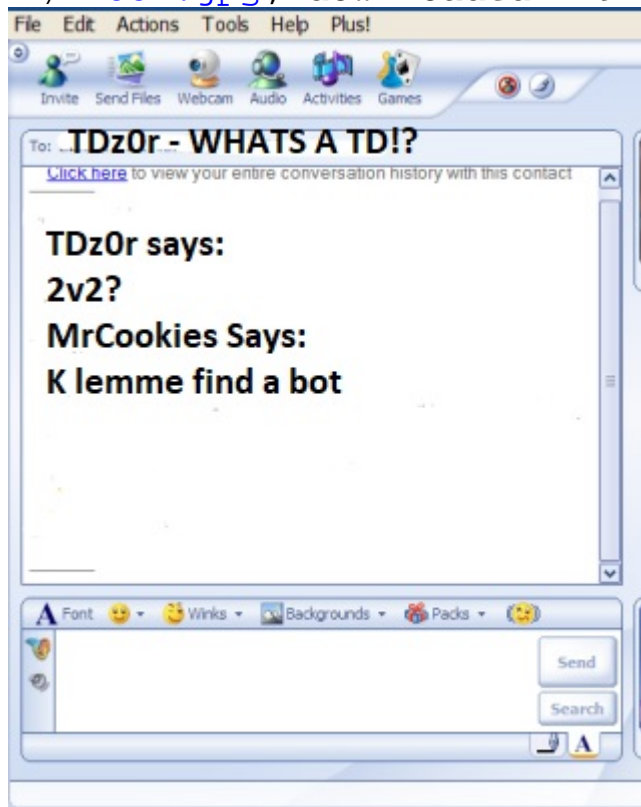 File Edit Actions Tools Help Plus!
Invite Send Files Webcam Audio Activities Games
To: TDz0r - WHATS A TD!?
Click here to view your entire conversation history with this contact
TDz0r says:
2v2?
MrCookies Says:
K lemme find a bot
A Font Winks Backgrounds Packs
Send
Search
A